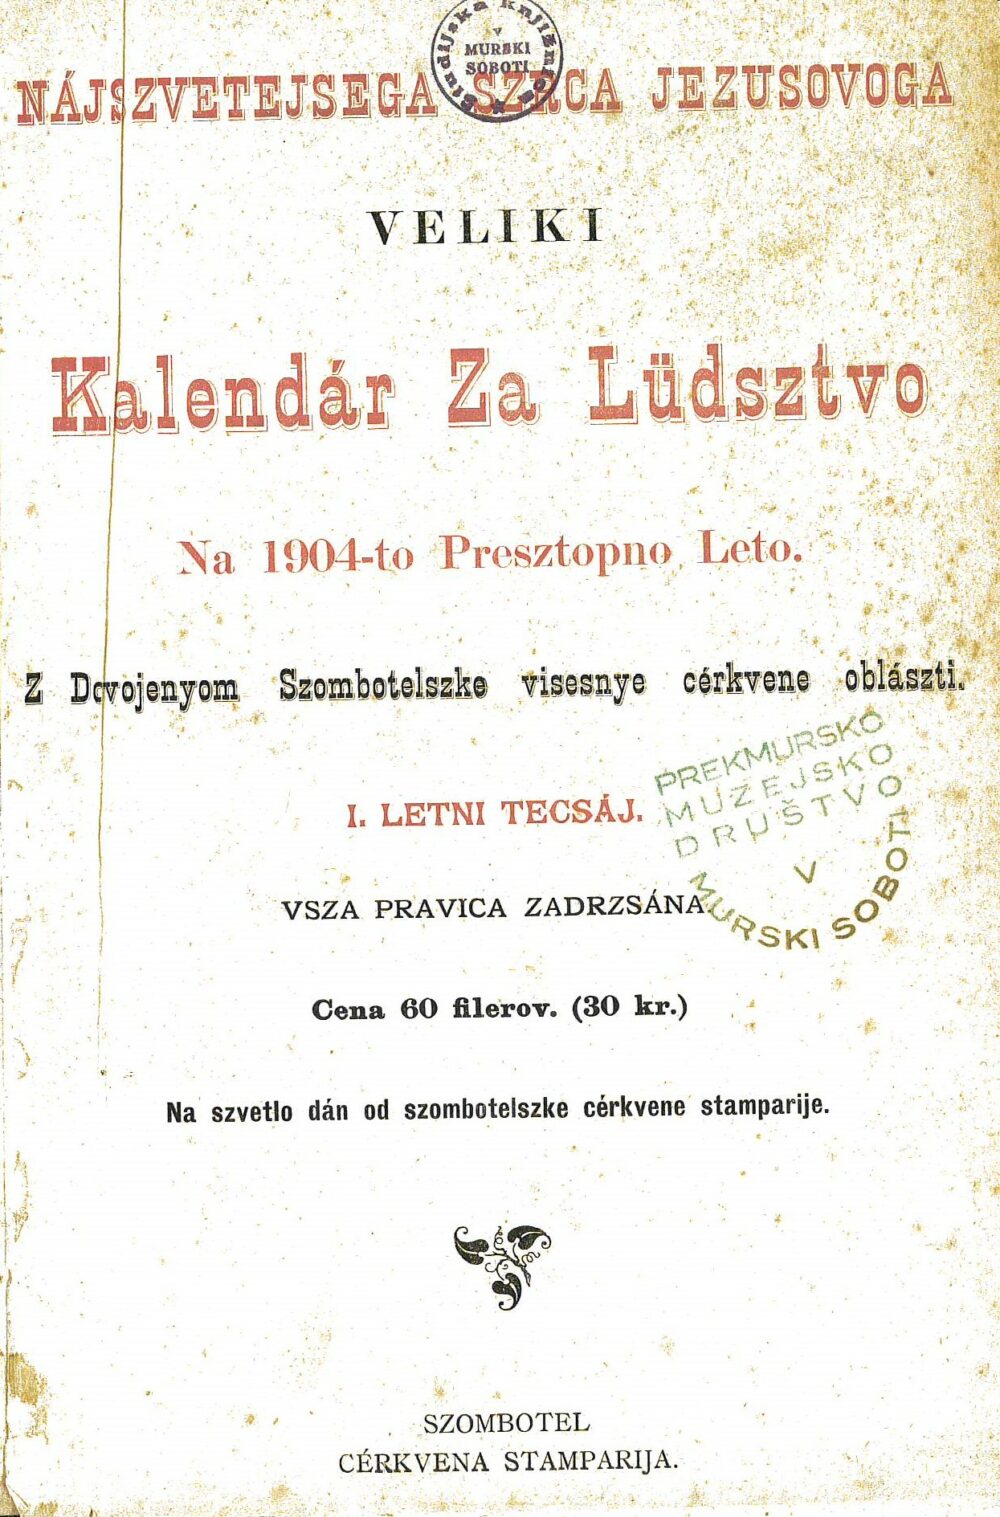 Študijska knjižnica
v
MURSKI
SOBOTI
NÁJSZVETEJSEGA SZRCA JEZUSOVOGA
VELIKI
Kalendár Za Lüdsztvo
Na 1904-to Presztopno Leto.
Z Dovojenyom Szombotelszke visesnye cérkvene oblászti.
PREKMURSKO
MUZEJSKO
DRUŠTVO
V
MURSKI SOBOTI
I. LETNI TECSÁJ.
VSZA PRAVICA ZADRZSÁNA.
Cena 60 filerov. (30 kr.)
Na szvetlo dán od szombotelszke cérkvene stamparije.
SZOMBOTEL
CÉRKVENA STAMPARIJA.